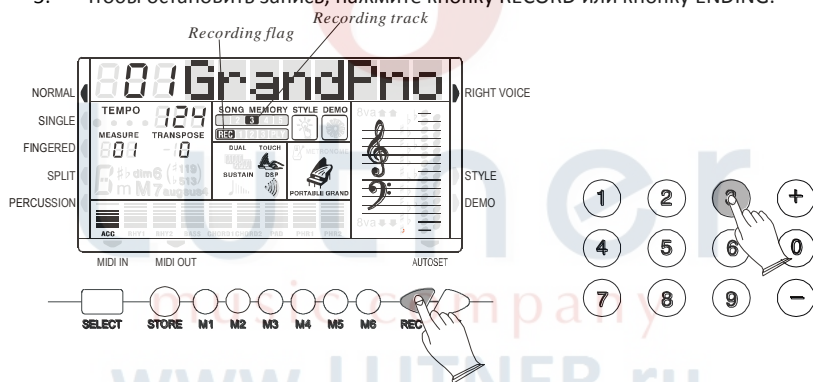 Чтобы остановить запись, нажмите кнопку RECORD или кнопку ENDING.
Recording track
Recording flag
01GrandPno
NORMAL
RIGHT VOICE
TEMPO
124
SONG MEMORY STYLE DEMO
3
SINGLE
MEASURE
TRANSPOSE
REC
FINGERED
01
0
DUAL
TOUCH
SUSTAIN
DSP
PORTABLE GRAND
SPLIT
STYLE
PERCUSSION
DEMO
ACC
MIDI IN
MIDI OUT
AUTOSET
SELECT
STORE
M1
M2
M3
M4
M5
M6
REC
1
2
3
+
4
5
6
0
7
8
9
-
lutner
music company
www.LUTNER.ru